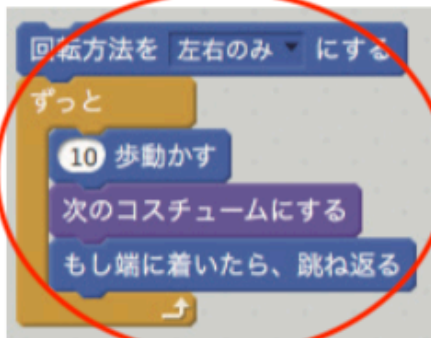 回転方法を 左右のみ にする
ずっと
10 歩動かす
次のコスチュームにする
もし端に着いたら、跳ね返る